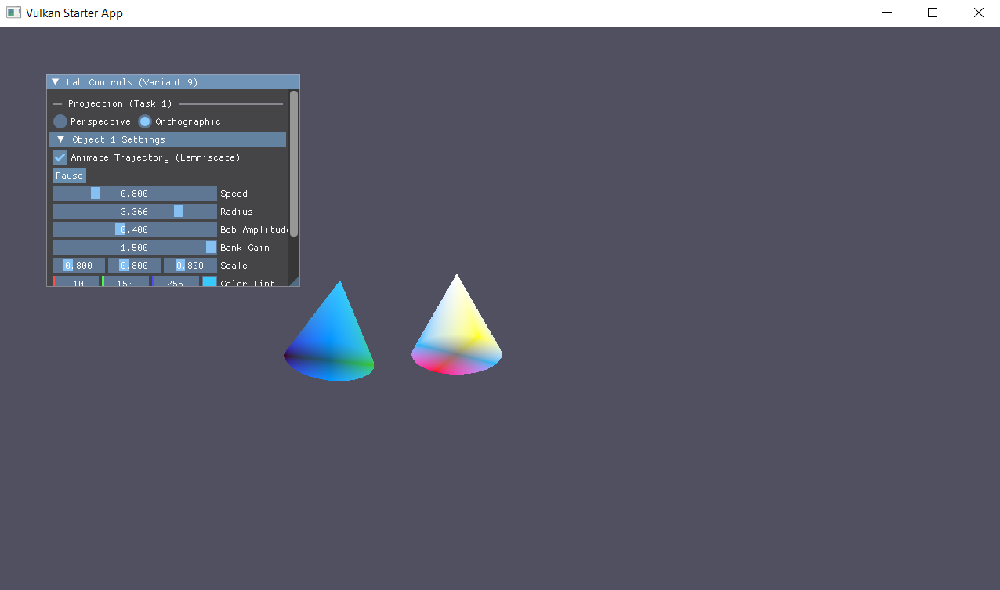 Vulkan Starter App
Lab Controls (Variant 9)
Projection (Task 1)
Perspective Orthographic
Object 1 Settings
Animate Trajectory (Lemniscate)
Pause
0.800 Speed
3.366 Radius
0.400 Bob Amplitude
1.500 Bank Gain
0.800 0.800 0.800 Scale
10 150 255 Color Tint